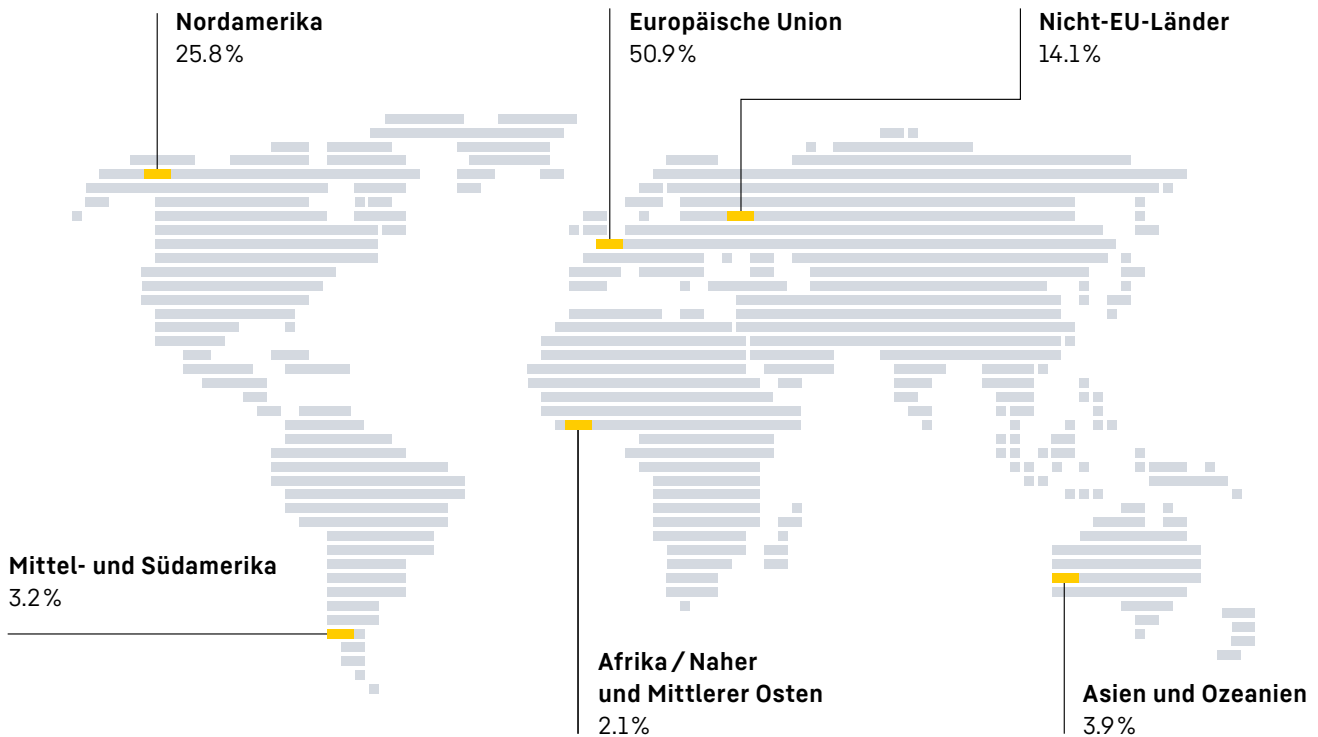 Nordamerika
25.8 %
Europäische Union
50.9 %
Nicht-EU-Länder
14.1 %
Mittel- und Südamerika
3.2 %
Afrika / Naher
und Mittlerer Osten
2.1 %
Asien und Ozeanien
3.9 %